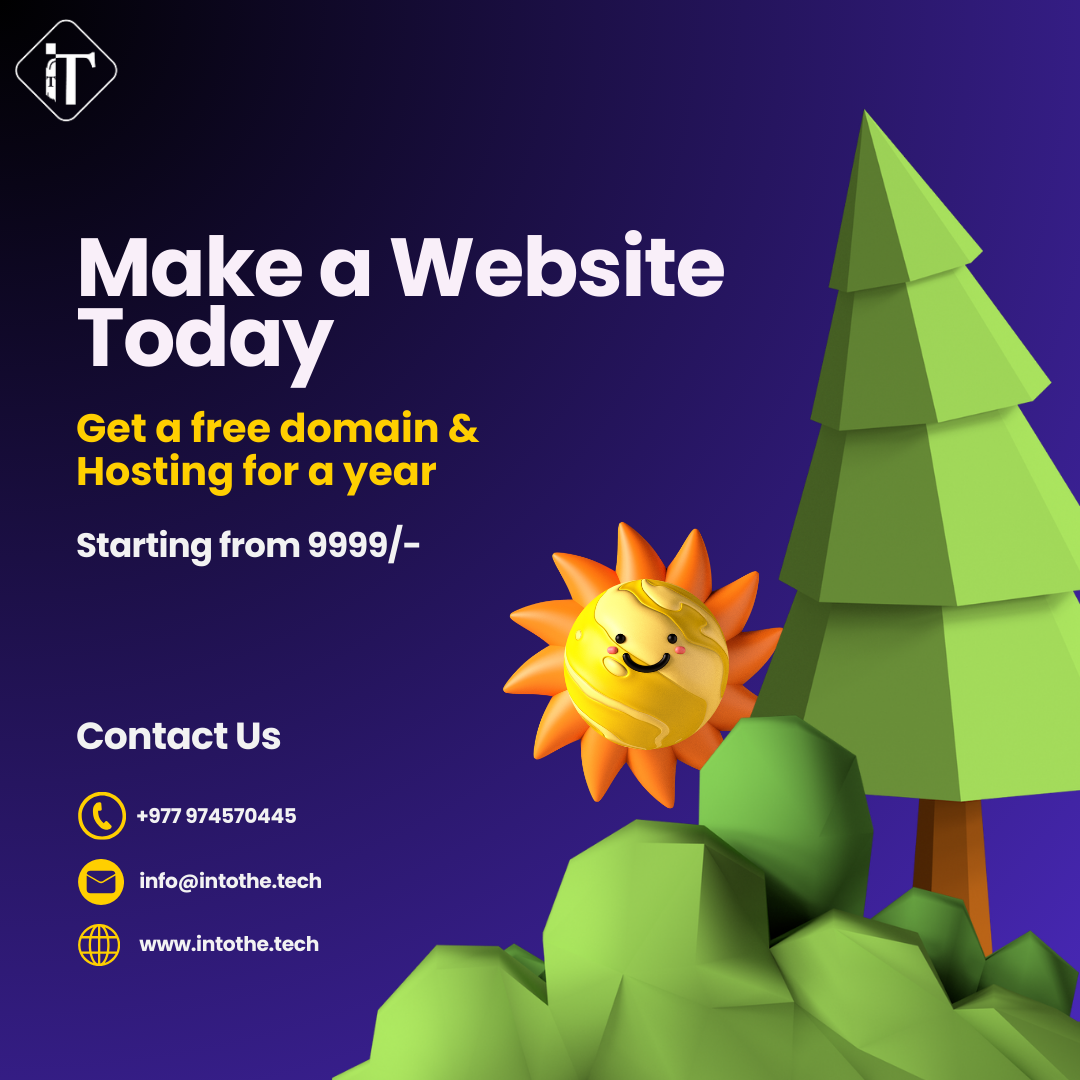 iT
Make a Website
Today
Get a free domain &
Hosting for a year
Starting from 9999/-
Contact Us
+977 974570445
info@intothe.tech
www.intothe.tech